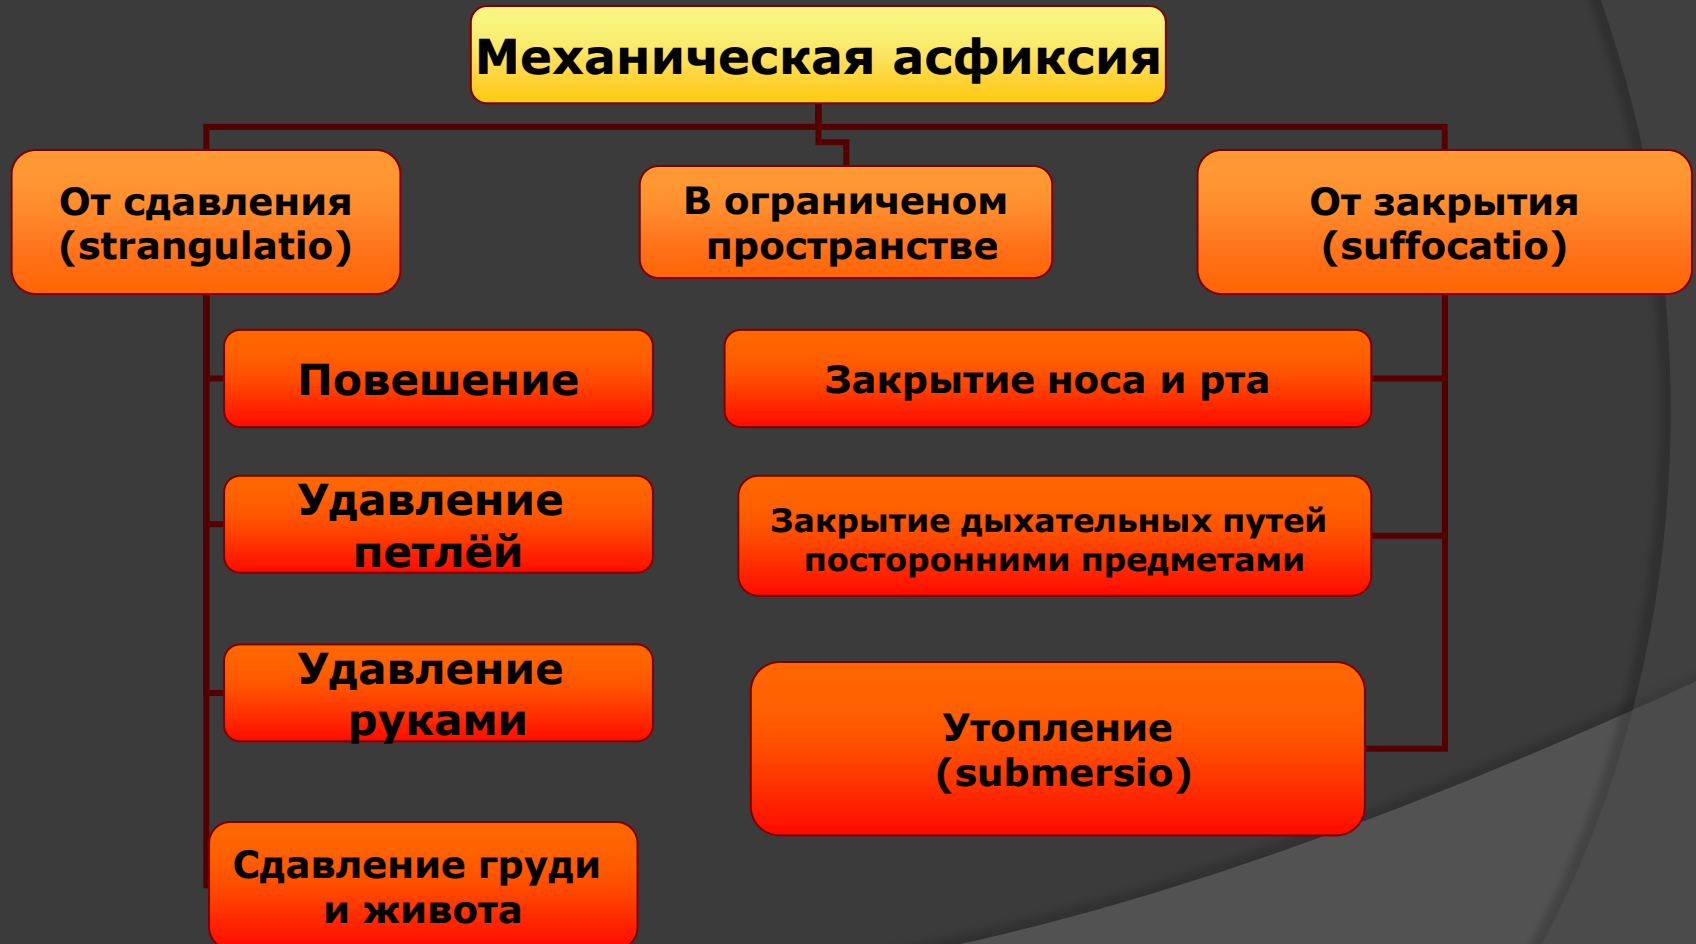 Механическая асфиксия
От сдавления
(strangulatio)
В ограниченом
пространстве
От закрытия
(suffocatio)
Повешение
Удавление
петлёй
Удавление
руками
Сдавление груди
и живота
Закрытие носа и рта
Закрытие дыхательных путей
посторонними предметами
Утопление
(submersio)